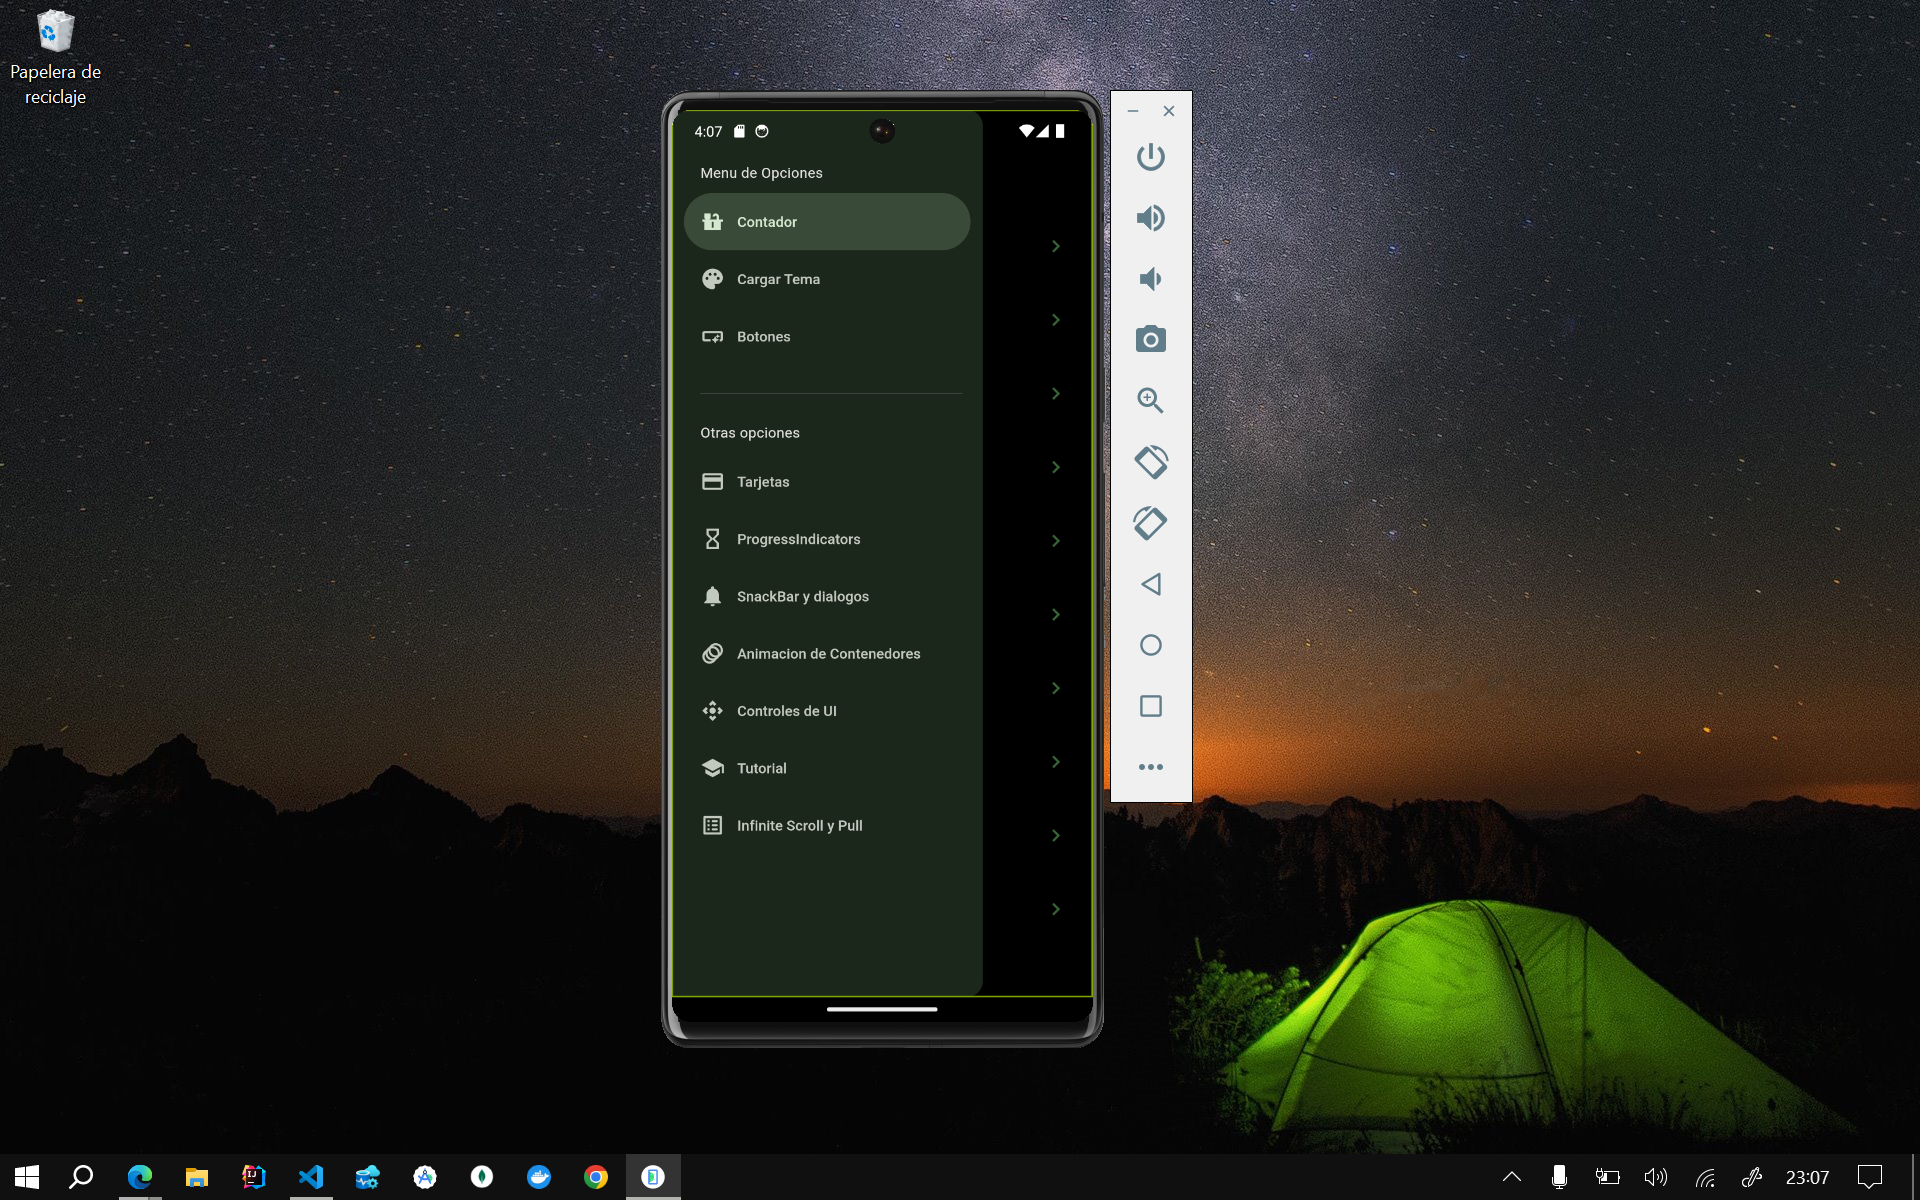 Papelera de
reciclaje
4:07
Menu de Opciones
Contador
Cargar Tema
Botones
Otras opciones
Tarjetas
ProgressIndicators
SnackBar y dialogos
Animacion de Contenedores
Controles de UI
Tutorial
Infinite Scroll y Pull
23:07